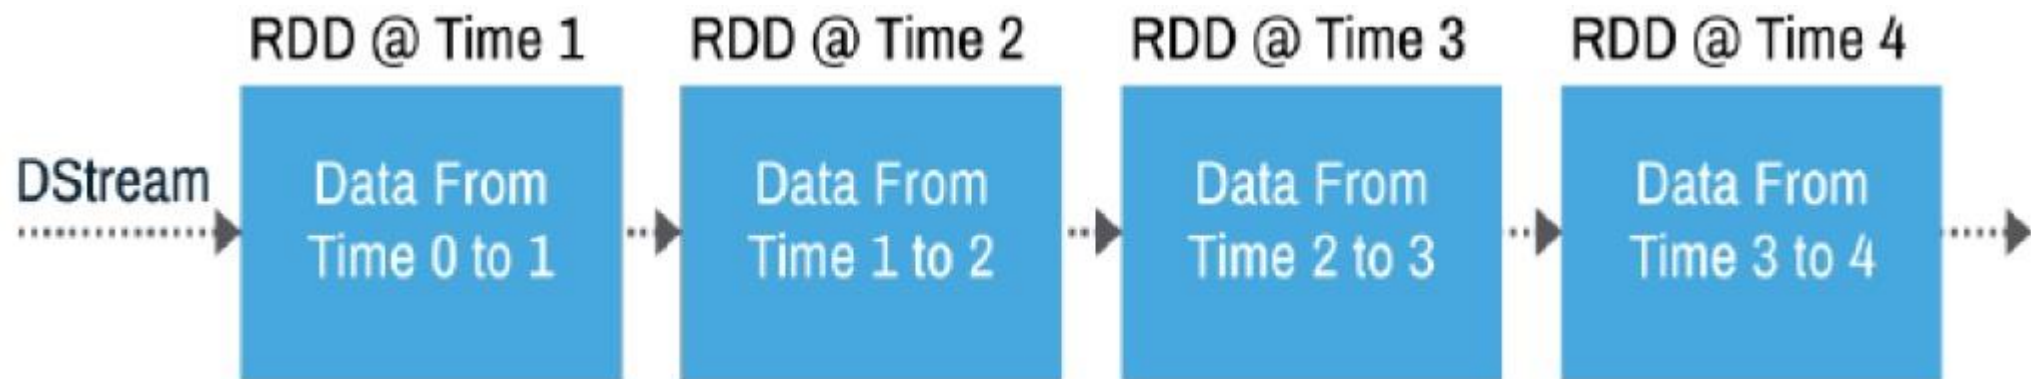 RDD @ Time 1
RDD @ Time 2
RDD @ Time 3
RDD @ Time 4
DStream
Data From
Time 0 to 1
Data From
Time 1 to 2
Data From
Time 2 to 3
Data From
Time 3 to 4